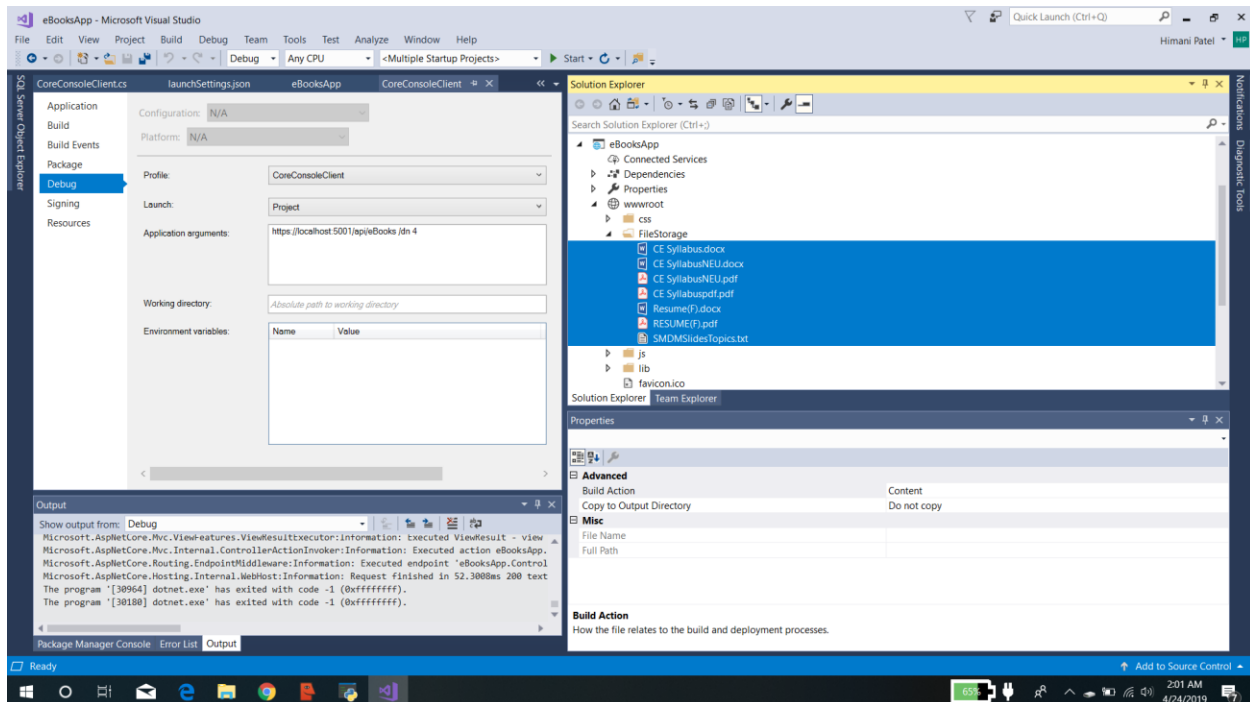 eBooksApp - Microsoft Visual Studio
Quick Launch (Ctrl+Q)
File Edit View Project Build Debug Team Tools Test Analyze Window Help
Himani Patel HP
Debug Any CPU <Multiple Startup Projects> Start
SQL Server Object Explorer
CoreConsoleClient.cs launchSettings.json eBooksApp CoreConsoleClient
Application
Build
Build Events
Package
Debug
Signing
Resources
Configuration: N/A
Platform: N/A
Profile: CoreConsoleClient
Launch: Project
Application arguments: https://localhost:5001/api/eBooks /dn 4
Working directory: Absolute path to working directory
Environment variables: Name Value
Output
Show output from: Debug
Microsoft.AspNetCore.Mvc.ViewFeatures.ViewResultExecutor:Information: Executed ViewResult - view
Microsoft.AspNetCore.Mvc.Internal.ControllerActionInvoker:Information: Executed action eBooksApp.
Microsoft.AspNetCore.Routing.EndpointMiddleware:Information: Executed endpoint 'eBooksApp.Control
Microsoft.AspNetCore.Hosting.Internal.WebHost:Information: Request finished in 52.3008ms 200 text
The program '[30964] dotnet.exe' has exited with code -1 (0xffffffff).
The program '[30180] dotnet.exe' has exited with code -1 (0xffffffff).
Package Manager Console Error List Output
Solution Explorer
Search Solution Explorer (Ctrl+;)
eBooksApp
Connected Services
Dependencies
Properties
wwwroot
css
FileStorage
CE Syllabus.docx
CE SyllabusNEU.docx
CE SyllabusNEU.pdf
CE Syllabuspdf.pdf
Resume(F).docx
RESUME(F).pdf
SMDMSlidesTopics.txt
js
lib
favicon.ico
Solution Explorer Team Explorer
Properties
Advanced
Build Action Content
Copy to Output Directory Do not copy
Misc
File Name
Full Path
Build Action
How the file relates to the build and deployment processes.
Notifications
Diagnostic Tools
Ready
Add to Source Control
65%
2:01 AM
4/24/2019
7